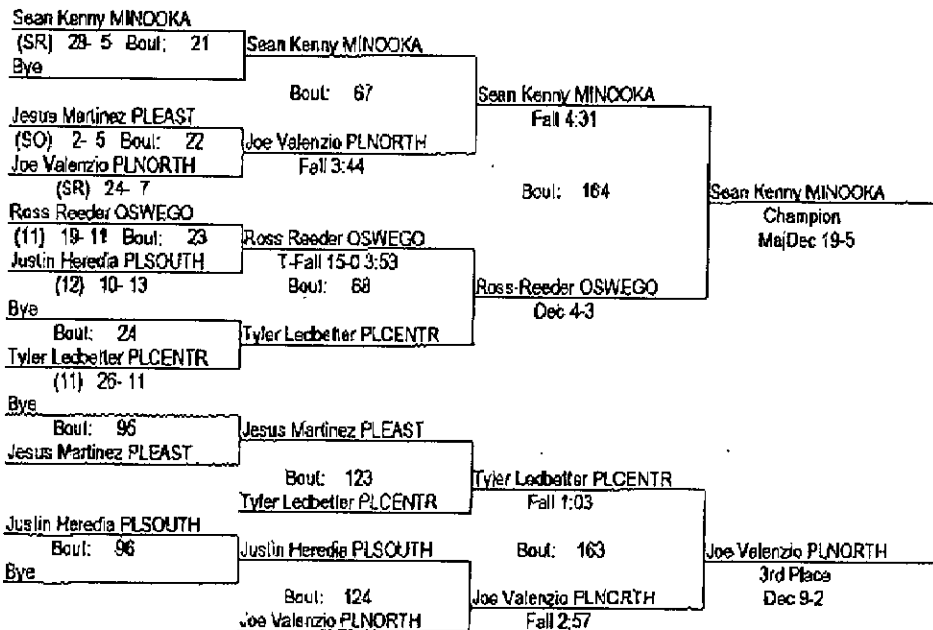 Sean Kenny MINOOKA
(SR) 28- 5 Bout: 21
Bye
Sean Kenny MINOOKA
Bout: 67
Jesus Martinez PLEAST
(SO) 2- 5 Bout: 22
Joe Valenzio PLNORTH
(SR) 24- 7
Joe Valenzio PLNORTH
Fall 3:44
Sean Kenny MINOOKA
Fall 4:31
Bout: 164
Ross Reeder OSWEGO
(11) 19- 11 Bout: 23
Justin Heredia PLSOUTH
(12) 10- 13
Ross Reeder OSWEGO
T-Fall 15-0 3:53
Bout: 68
Bye
Bout: 24
Tyler Ledbetter PLCENTR
(11) 26- 11
Tyler Ledbetter PLCENTR
Ross Reeder OSWEGO
Dec 4-3
Sean Kenny MINOOKA
Champion
MajDec 19-5
Bye
Bout: 95
Jesus Martinez PLEAST
Jesus Martinez PLEAST
Bout: 123
Tyler Ledbetter PLCENTR
Tyler Ledbetter PLCENTR
Fall 1:03
Justin Heredia PLSOUTH
Bout: 96
Bye
Justin Heredia PLSOUTH
Bout: 124
Joe Valenzio PLNORTH
Bout: 163
Joe Valenzio PLNORTH
Fall 2:57
Joe Valenzio PLNORTH
3rd Place
Dec 9-2